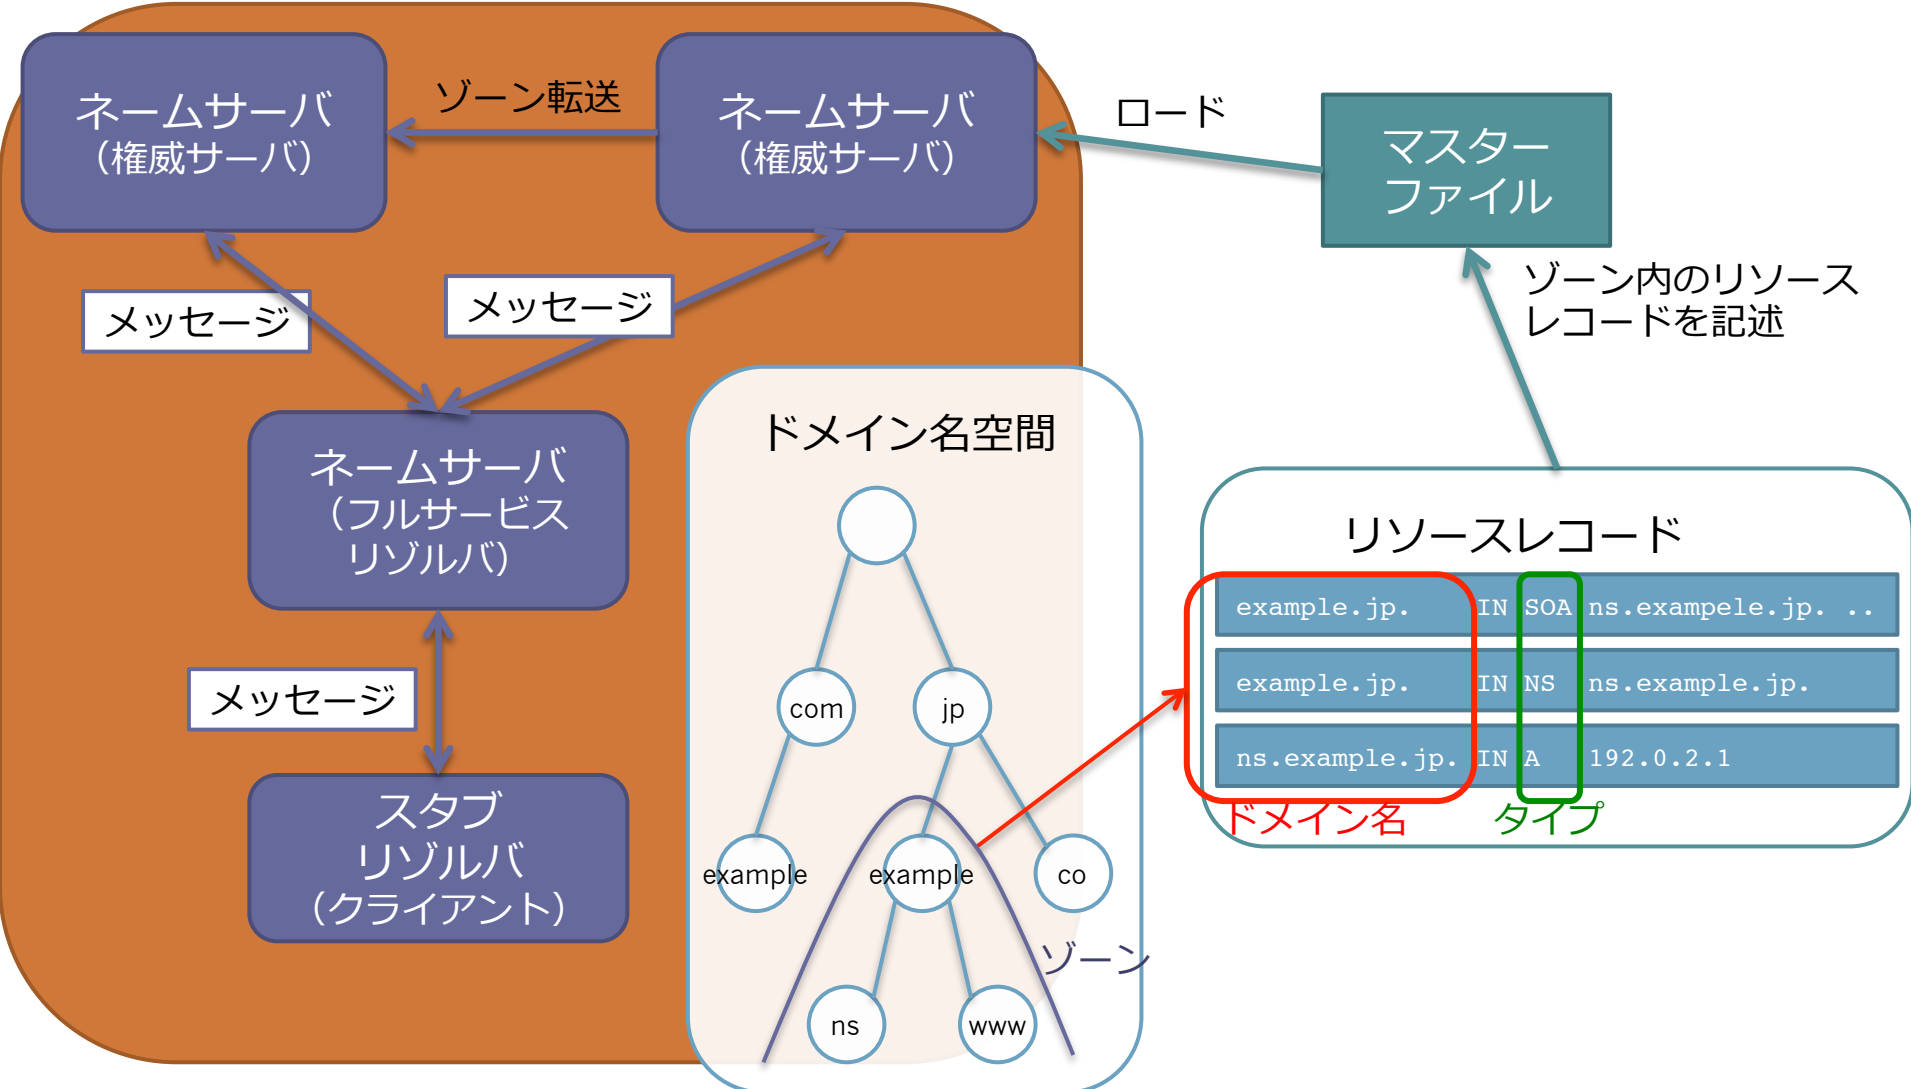 ネームサーバ
（権威サーバ）
ゾーン転送
ネームサーバ
（権威サーバ）
ロード
マスター
ファイル
メッセージ
メッセージ
ゾーン内のリソース
レコードを記述
ネームサーバ
（フルサービス
リゾルバ）
メッセージ
スタブ
リゾルバ
（クライアント）
ドメイン名空間
com
jp
example
example
co
ゾーン
ns
www
リソースレコード
example.jp. IN SOA ns.exampele.jp. ..
example.jp. IN NS ns.example.jp.
ns.example.jp. IN A 192.0.2.1
ドメイン名
タイプ